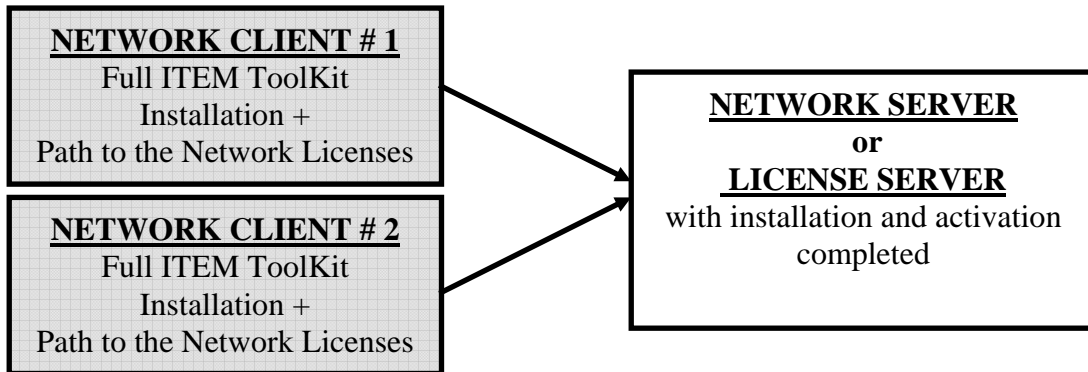 NETWORK CLIENT # 1
Full ITEM ToolKit
Installation +
Path to the Network Licenses
NETWORK CLIENT # 2
Full ITEM ToolKit
Installation +
Path to the Network Licenses
NETWORK SERVER
or
LICENSE SERVER
with installation and activation
completed